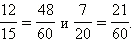 12/15 = 48/60 и 7/20 = 21/60.